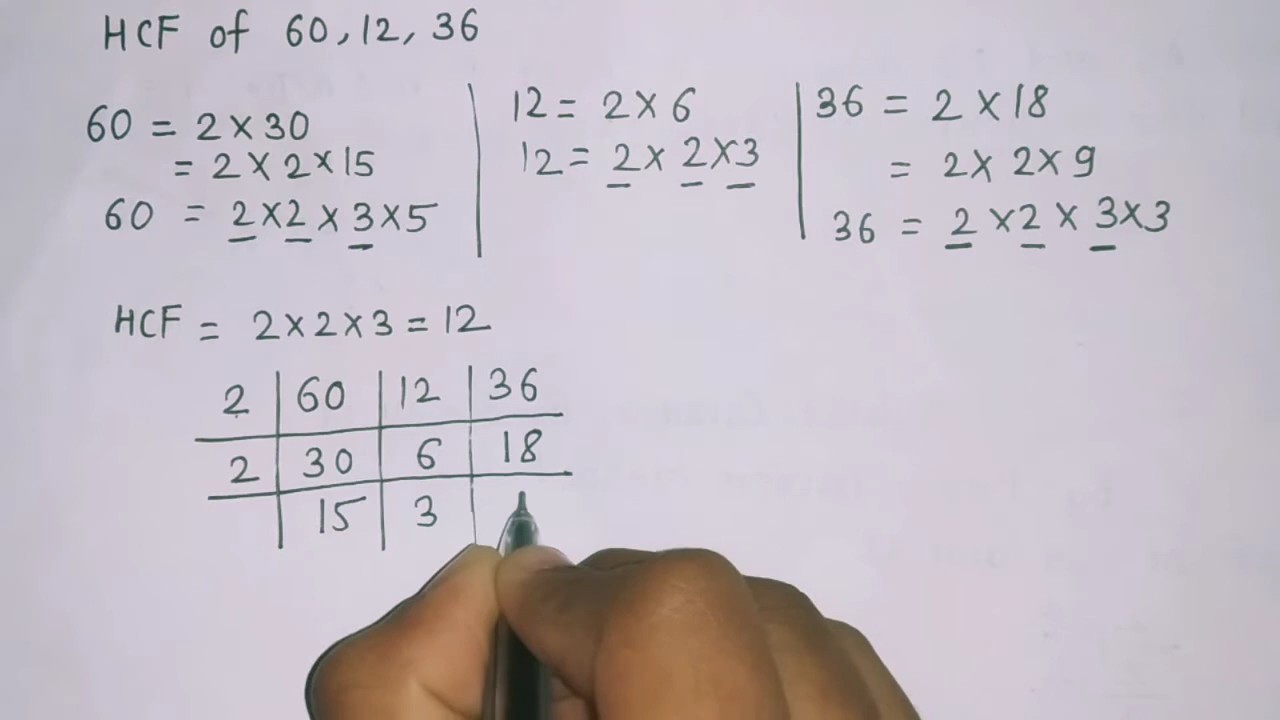 HCF of 60, 12, 36
60 = 2 × 30
= 2 × 2 × 15
60 = 2 × 2 × 3 × 5
12 = 2 × 6
12 = 2 × 2 × 3
36 = 2 × 18
= 2 × 2 × 9
36 = 2 × 2 × 3 × 3
HCF = 2 × 2 × 3 = 12
2 60 12 36
2 30 6 18
15 3